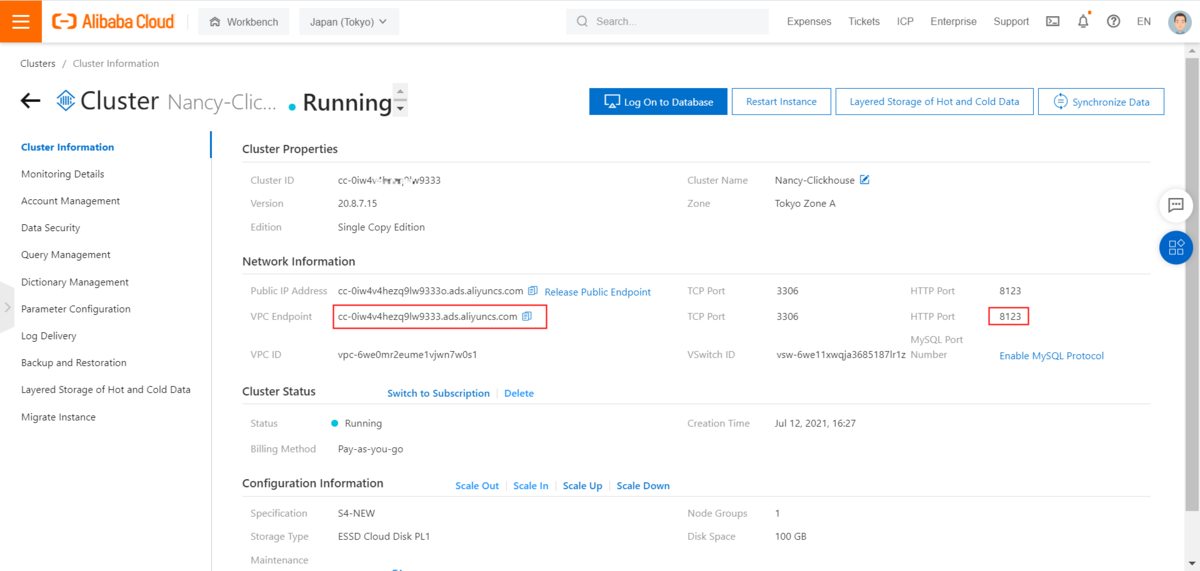 Alibaba Cloud Workbench Japan (Tokyo) Search... Expenses Tickets ICP Enterprise Support EN
Clusters / Cluster Information
Cluster Nancy-Clic... Running Log On to Database Restart Instance Layered Storage of Hot and Cold Data Synchronize Data
Cluster Information
Monitoring Details
Account Management
Data Security
Query Management
Dictionary Management
Parameter Configuration
Log Delivery
Backup and Restoration
Layered Storage of Hot and Cold Data
Migrate Instance
Cluster Properties
Cluster ID Cluster Name Nancy-Clickhouse
Version 20.8.7.15 Zone Tokyo Zone A
Edition Single Copy Edition
Network Information
Public IP Address cc-0iw4v4hezq9lw9333o.ads.aliyuncs.com Release Public Endpoint TCP Port 3306 HTTP Port 8123
VPC Endpoint cc-0iw4v4hezq9lw9333.ads.aliyuncs.com TCP Port 3306 HTTP Port 8123
VPC ID vpc-6we0mr2eume1vjwn7w0s1 VSwitch ID vsw-6we11xwqja3685187lr1z MySQL Port Number Enable MySQL Protocol
Cluster Status Switch to Subscription Delete
Status Running Creation Time Jul 12, 2021, 16:27
Billing Method Pay-as-you-go
Configuration Information Scale Out Scale In Scale Up Scale Down
Specification S4-NEW Node Groups 1
Storage Type ESSD Cloud Disk PL1 Disk Space 100 GB
Maintenance